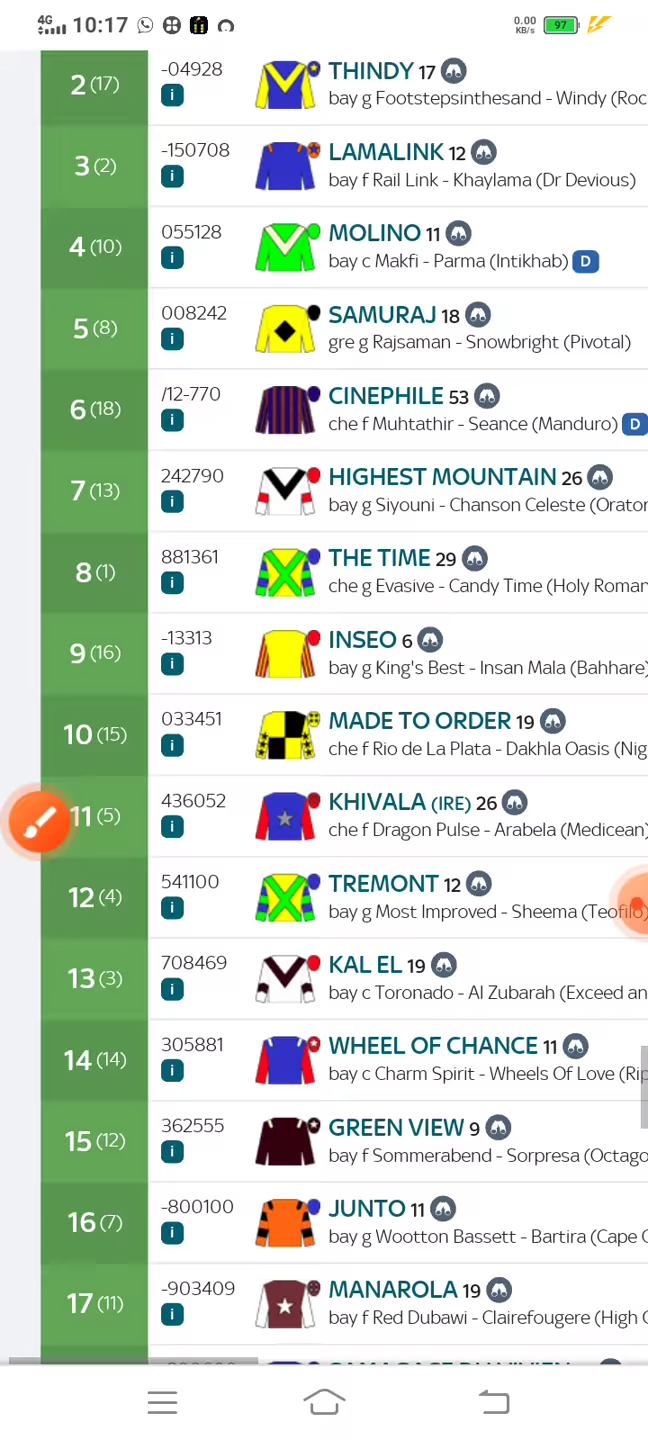 4G 10:17 0.00 KB/s 97
2 (17) -04928 THINDY 17
i bay g Footstepsinthesand - Windy (Roc
3 (2) -150708 LAMALINK 12
i bay f Rail Link - Khaylama (Dr Devious)
4 (10) 055128 MOLINO 11
i bay c Makfi - Parma (Intikhab) D
5 (8) 008242 SAMURAJ 18
i gre g Rajsaman - Snowbright (Pivotal)
6 (18) /12-770 CINEPHILE 53
i che f Muhtathir - Seance (Manduro) D
7 (13) 242790 HIGHEST MOUNTAIN 26
i bay g Siyouni - Chanson Celeste (Orator
8 (1) 881361 THE TIME 29
i che g Evasive - Candy Time (Holy Roman
9 (16) -13313 INSEO 6
i bay g King's Best - Insan Mala (Bahhare)
10 (15) 033451 MADE TO ORDER 19
i che f Rio de La Plata - Dakhla Oasis (Nig
11 (5) 436052 KHIVALA (IRE) 26
i che f Dragon Pulse - Arabela (Medicean)
12 (4) 541100 TREMONT 12
i bay g Most Improved - Sheema (Teofilo)
13 (3) 708469 KAL EL 19
i bay c Toronado - Al Zubarah (Exceed an
14 (14) 305881 WHEEL OF CHANCE 11
i bay c Charm Spirit - Wheels Of Love (Rip
15 (12) 362555 GREEN VIEW 9
i bay f Sommerabend - Sorpresa (Octago
16 (7) -800100 JUNTO 11
i bay g Wootton Bassett - Bartira (Cape C
17 (11) -903409 MANAROLA 19
i bay f Red Dubawi - Clairefougere (High C